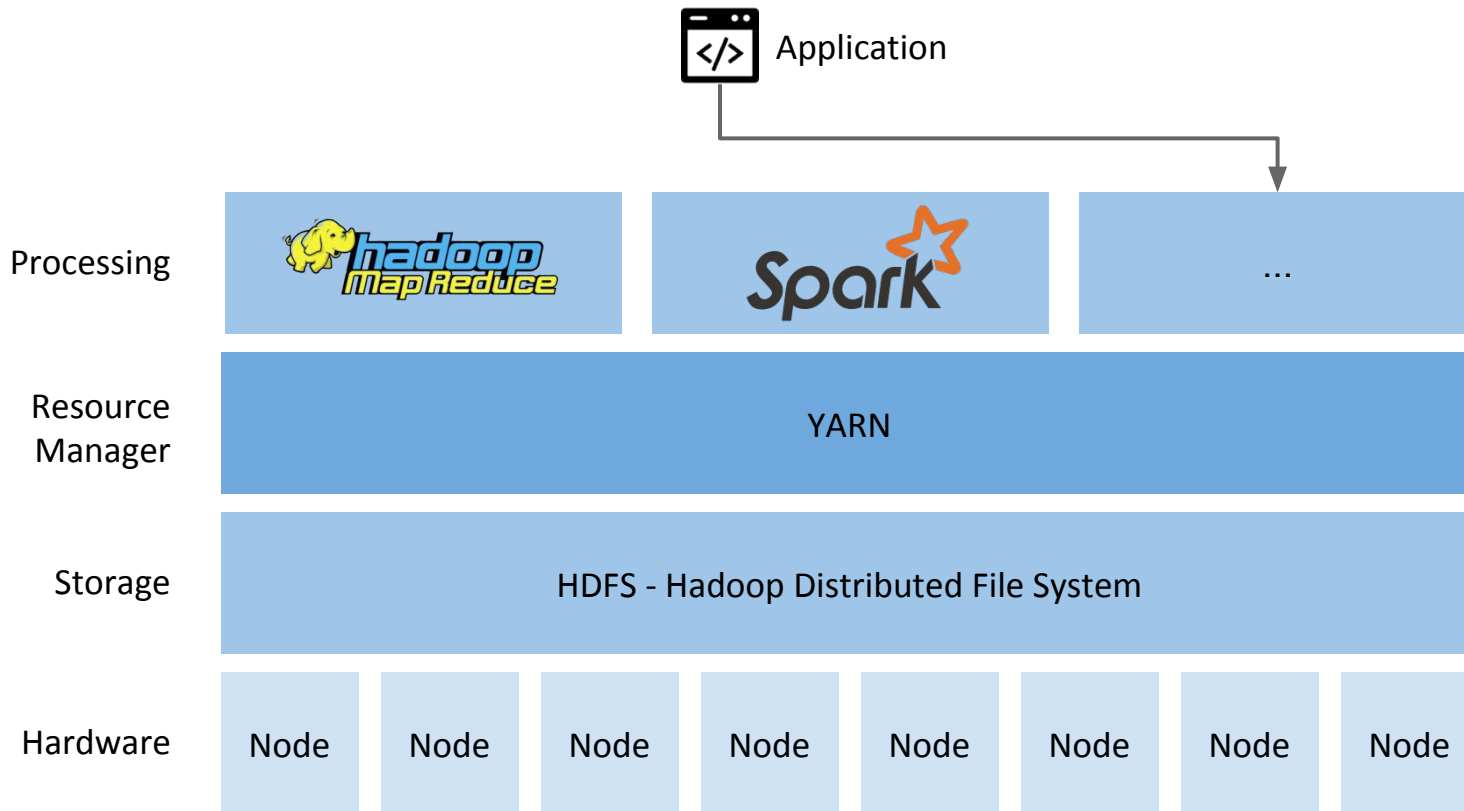 </>
Application
Processing
hadoop
Map Reduce
Spark
...
Resource
Manager
YARN
Storage
HDFS - Hadoop Distributed File System
Hardware
Node
Node
Node
Node
Node
Node
Node
Node